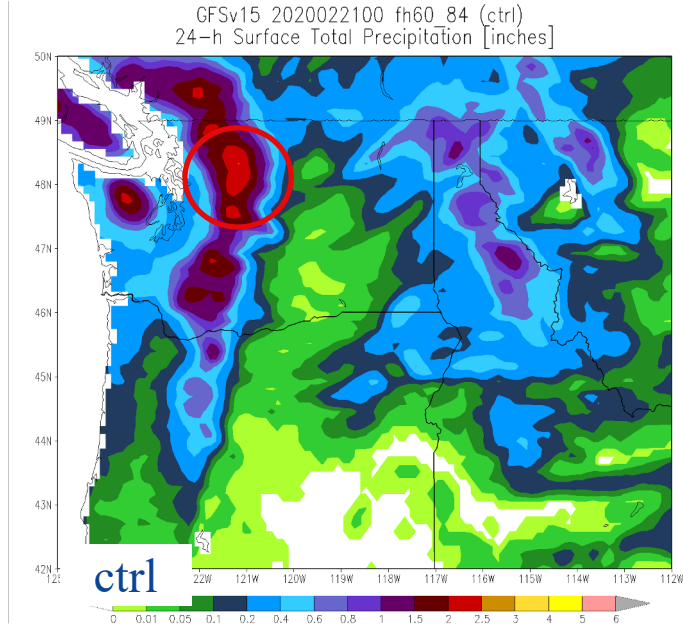 GFSv15 2020022100 fh60_84 (ctrl)
24-h Surface Total Precipitation [inches]
50N
49N
48N
47N
46N
45N
44N
43N
42N
122W 121W 120W 119W 118W 117W 116W 115W 114W 113W 112W
ctrl
0 0.01 0.05 0.1 0.2 0.4 0.6 0.8 1 1.5 2 2.5 3 4 5 6